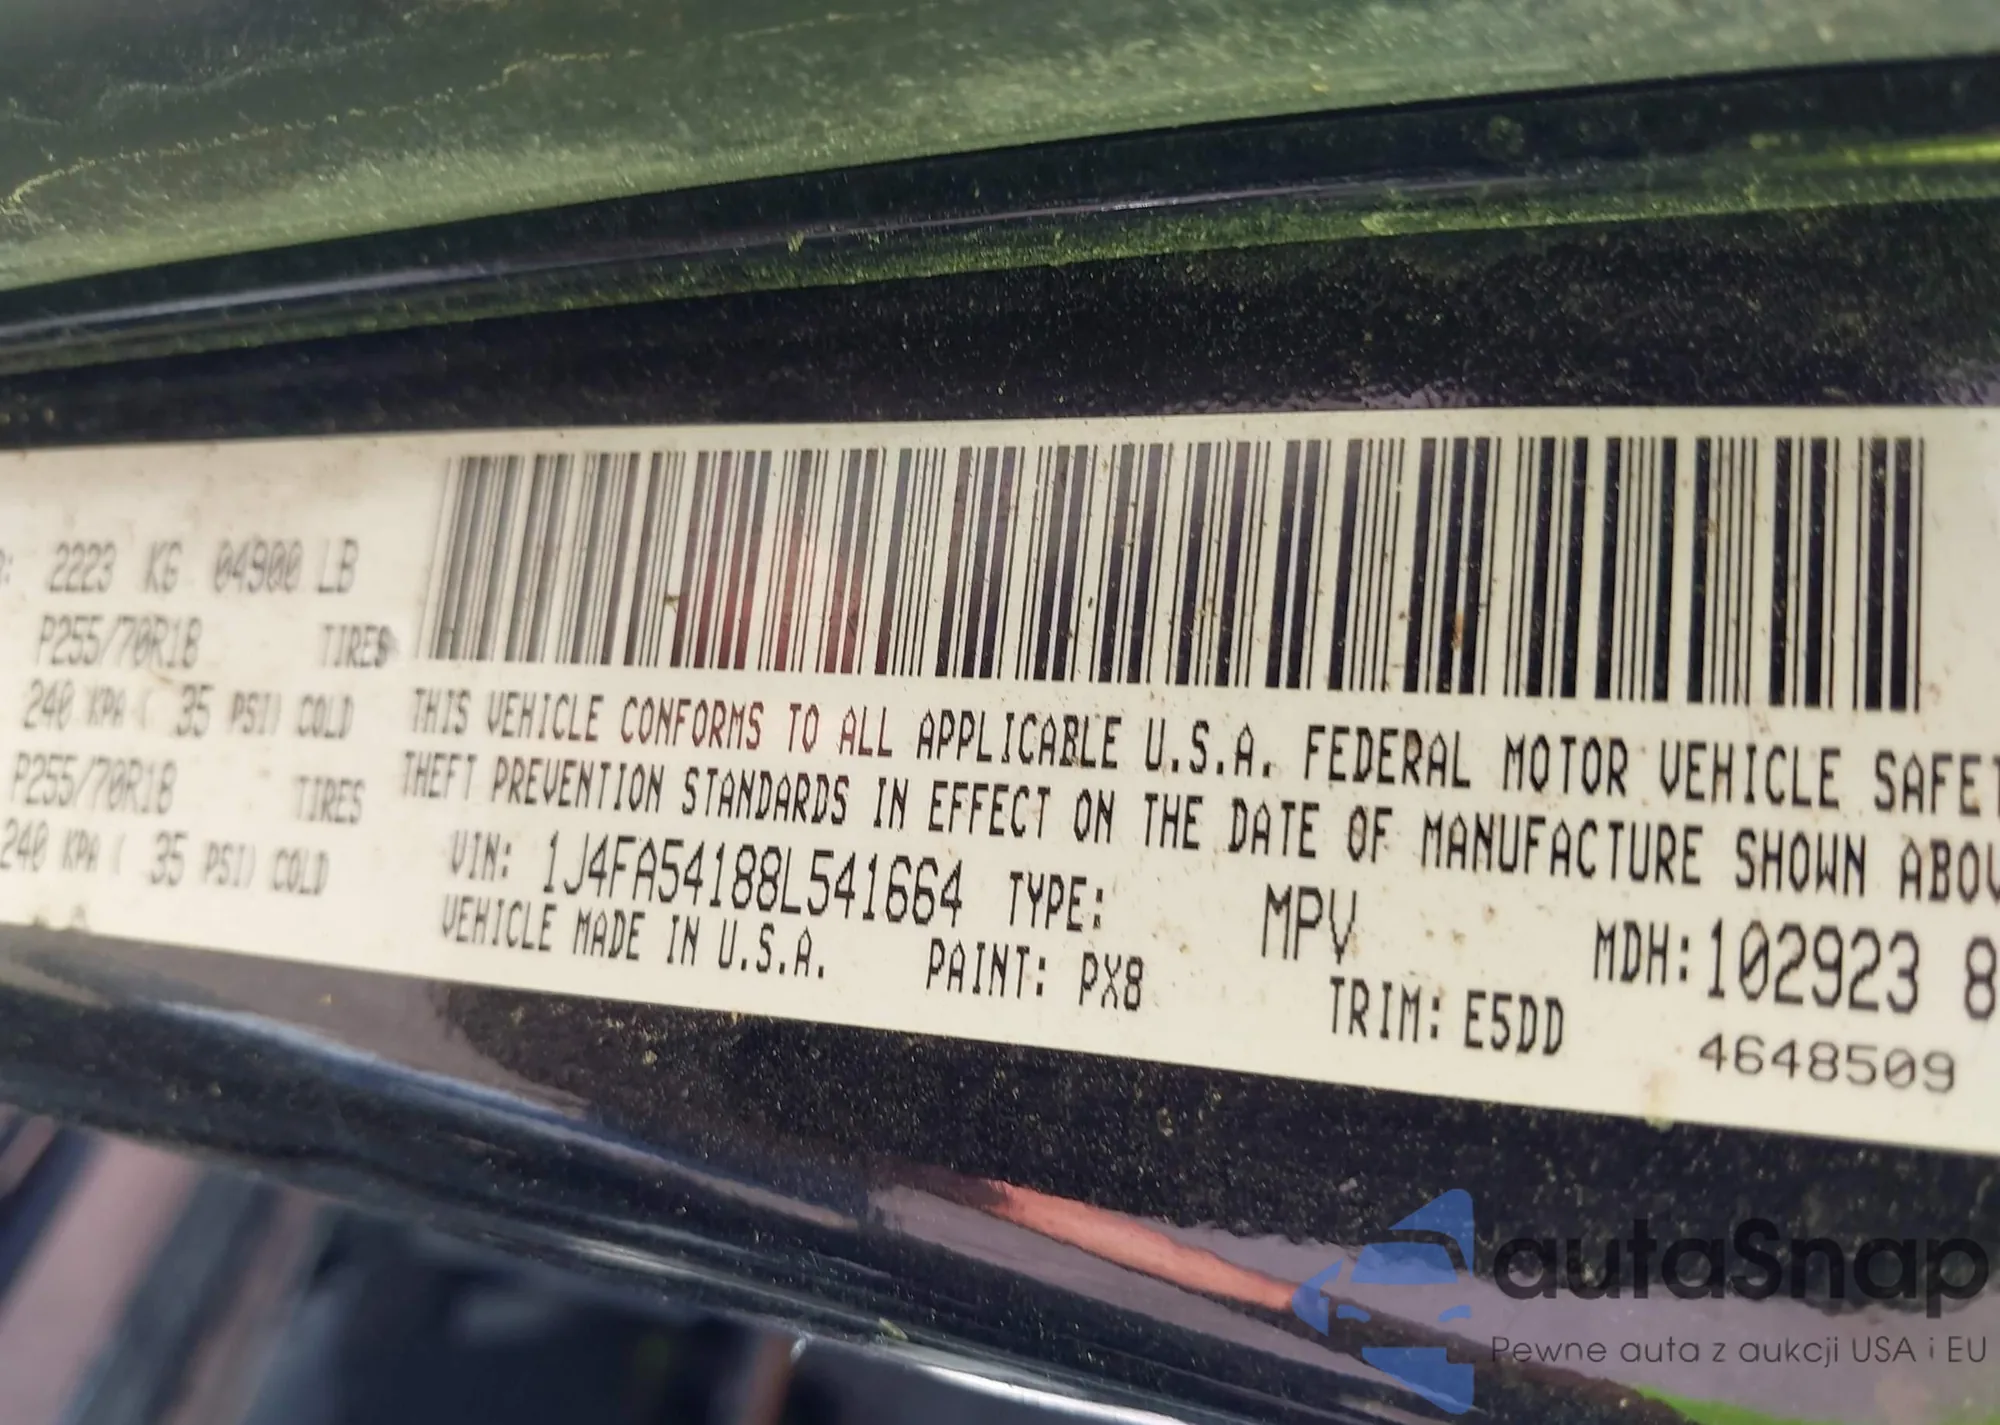 2223 KG 04900 LB
P255/70R18 TIRES
240 KPA ( 35 PSI) COLD
P255/70R18 TIRES
240 KPA ( 35 PSI) COLD
THIS VEHICLE CONFORMS TO ALL APPLICABLE U.S.A. FEDERAL MOTOR VEHICLE SAFET
THEFT PREVENTION STANDARDS IN EFFECT ON THE DATE OF MANUFACTURE SHOWN ABOV
VIN: 1J4FA54188L541664 TYPE: MPV MDH:102923 8
VEHICLE MADE IN U.S.A. PAINT: PX8 TRIM: E5DD 4648509
autaSnap
Pewne auta z aukcji USA i EU